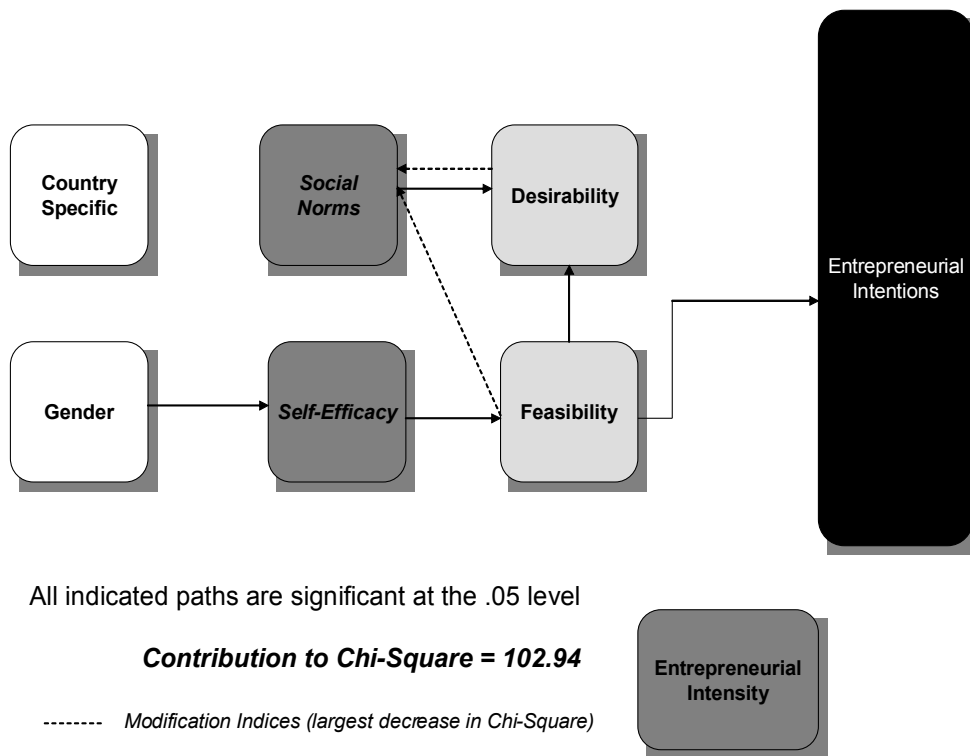 Country
Specific
Social
Norms
Desirability
Entrepreneurial
Intentions
Gender
Self-Efficacy
Feasibility
All indicated paths are significant at the .05 level
Contribution to Chi-Square = 102.94
Entrepreneurial
Intensity
Modification Indices (largest decrease in Chi-Square)